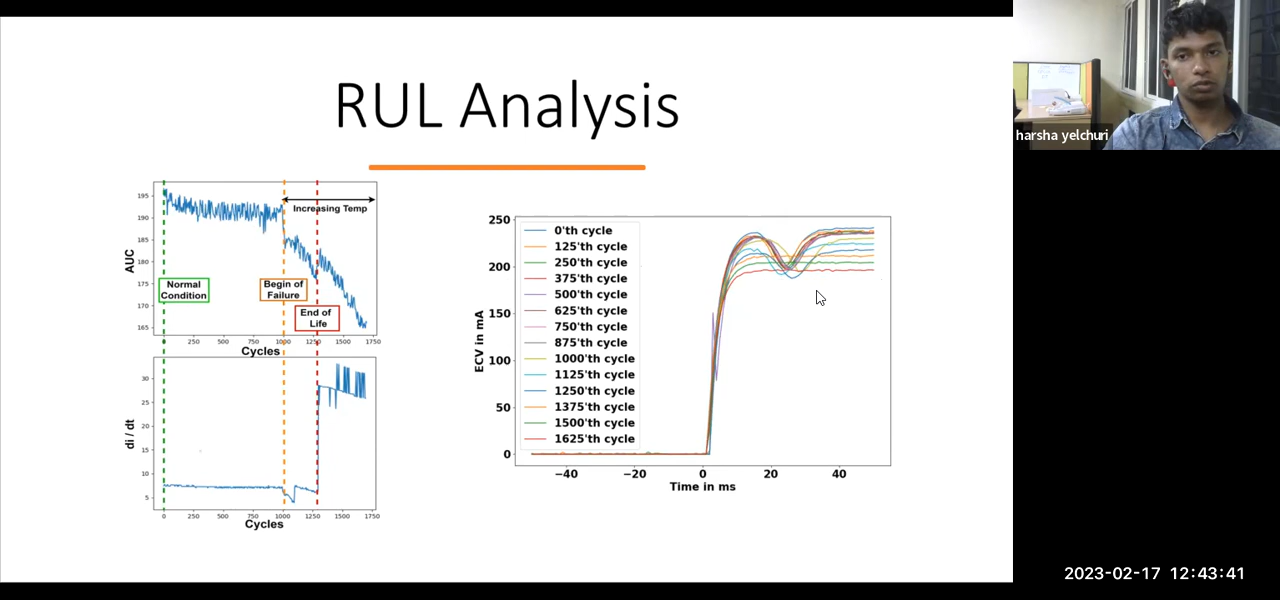 RUL Analysis
harsha yelchuri
195
190
185
180
175
170
165
AUC
Increasing Temp
Normal
Condition
Begin of
Failure
End of
Life
250
500
750
1000
1250
1500
1750
Cycles
30
25
20
15
10
5
di / dt
0
250
500
750
1000
1250
1500
1750
Cycles
250
200
150
100
50
0
ECV in mA
0'th cycle
125'th cycle
250'th cycle
375'th cycle
500'th cycle
625'th cycle
750'th cycle
875'th cycle
1000'th cycle
1125'th cycle
1250'th cycle
1375'th cycle
1500'th cycle
1625'th cycle
−40
−20
0
20
40
Time in ms
2023-02-17 12:43:41